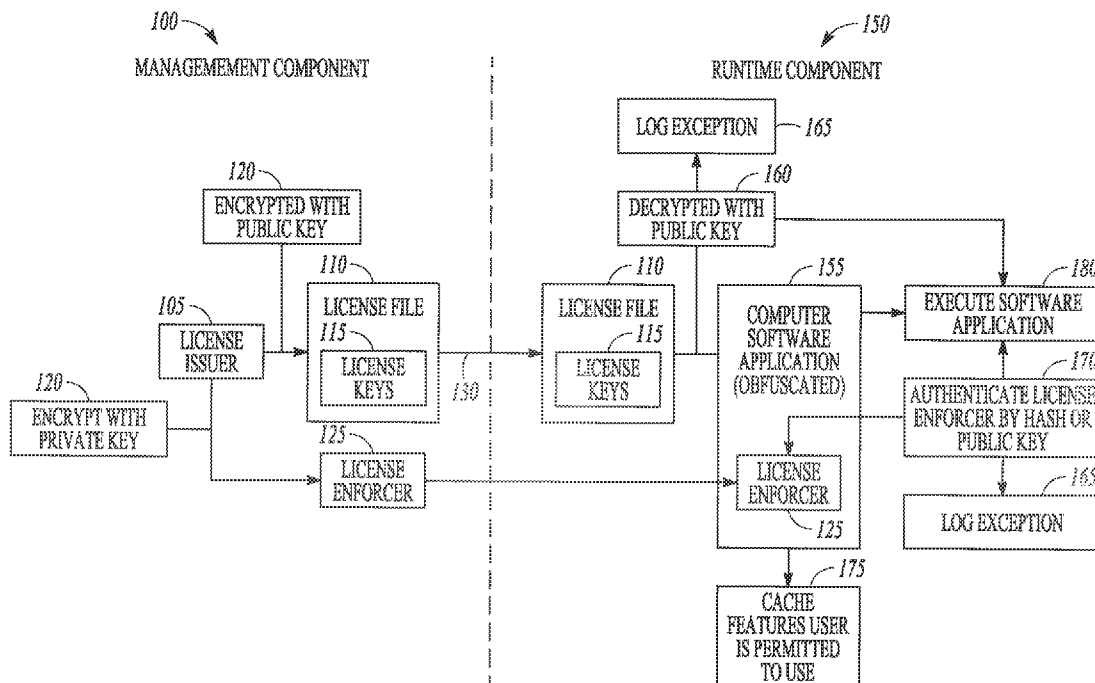 100
MANAGEMEMENT COMPONENT
150
RUNTIME COMPONENT
LOG EXCEPTION
165
120
ENCRYPTED WITH
PUBLIC KEY
160
DECRYPTED WITH
PUBLIC KEY
110
LICENSE FILE
115
LICENSE
KEYS
105
LICENSE
ISSUER
120
ENCRYPT WITH
PRIVATE KEY
125
LICENSE
ENFORCER
130
110
LICENSE FILE
115
LICENSE
KEYS
155
COMPUTER
SOFTWARE
APPLICATION
(OBFUSCATED)
LICENSE
ENFORCER
125
180
EXECUTE SOFTWARE
APPLICATION
170
AUTHENTICATE LICENSE
ENFORCER BY HASH OR
PUBLIC KEY
165
LOG EXCEPTION
175
CACHE
FEATURES USER
IS PERMITTED
TO USE